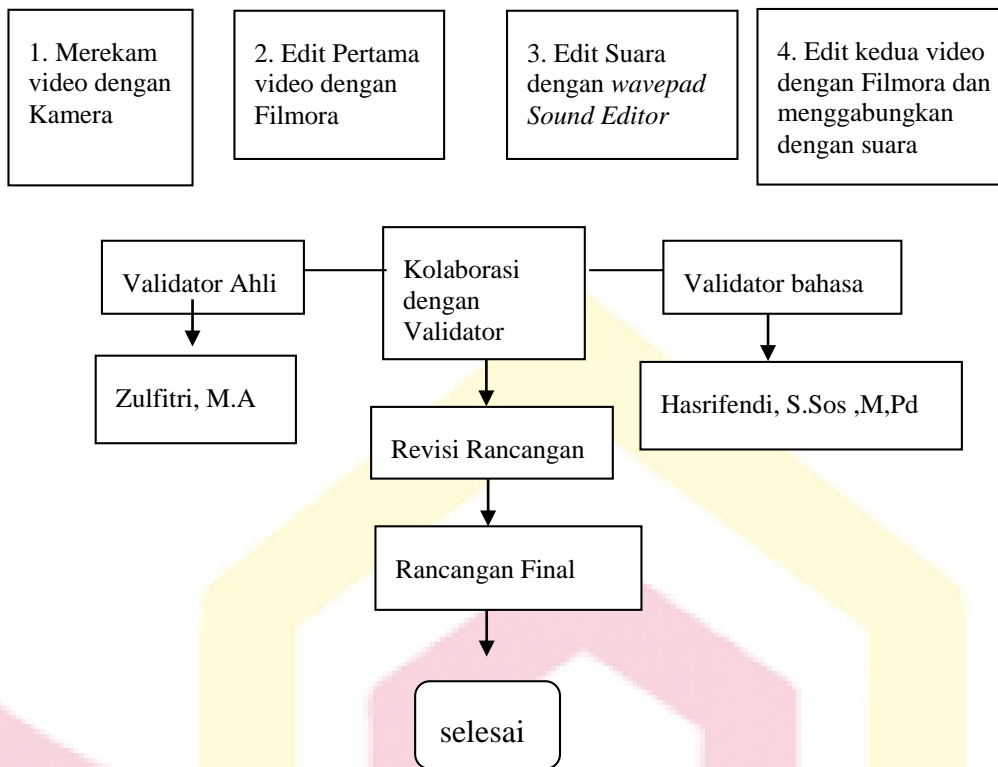 1. Merekam
video dengan
Kamera
2. Edit Pertama
video dengan
Filmora
3. Edit Suara
dengan wavepad
Sound Editor
4. Edit kedua video
dengan Filmora dan
menggabungkan
dengan suara
Validator Ahli
Kolaborasi
dengan
Validator
Validator bahasa
Zulfitri, M.A
Hasrifendi, S.Sos ,M,Pd
Revisi Rancangan
Rancangan Final
selesai